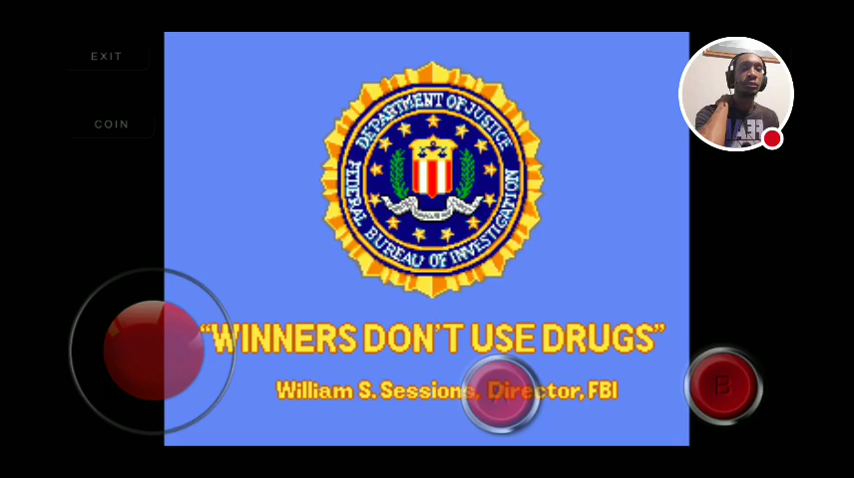 EXIT
COIN
DEPARTMENT OF JUSTICE
FEDERAL BUREAU OF INVESTIGATION
“WINNERS DON'T USE DRUGS”
William S. Sessions, Director, FBI
A
B